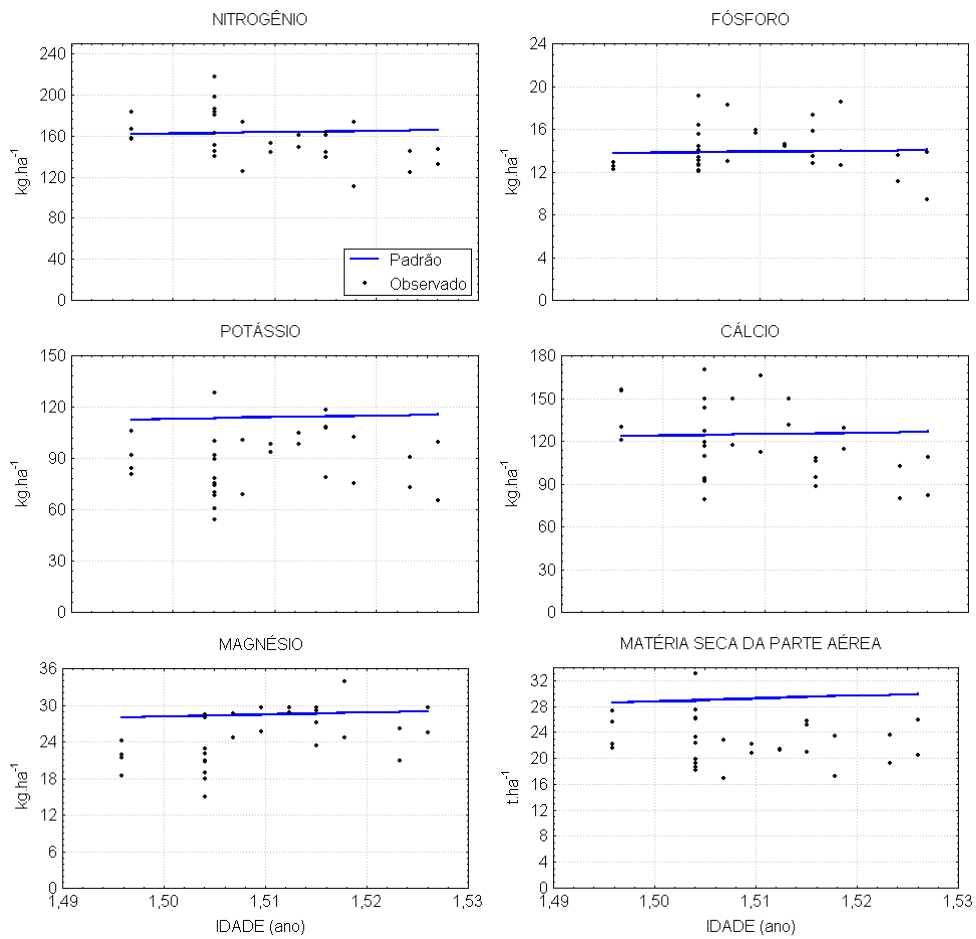 NITROGÊNIO
240
200
160
120
80
40
0
kg.ha-1
Padrão
Observado
FÓSFORO
24
20
16
12
8
4
0
kg.ha-1
POTÁSSIO
150
120
90
60
30
0
kg.ha-1
CÁLCIO
180
150
120
90
60
30
0
kg.ha-1
MAGNÉSIO
36
30
24
18
12
6
0
kg.ha-1
1,49 1,50 1,51 1,52 1,53
IDADE (ano)
MATÉRIA SECA DA PARTE AÉREA
32
28
24
20
16
12
8
4
0
t.ha-1
1,49 1,50 1,51 1,52 1,53
IDADE (ano)